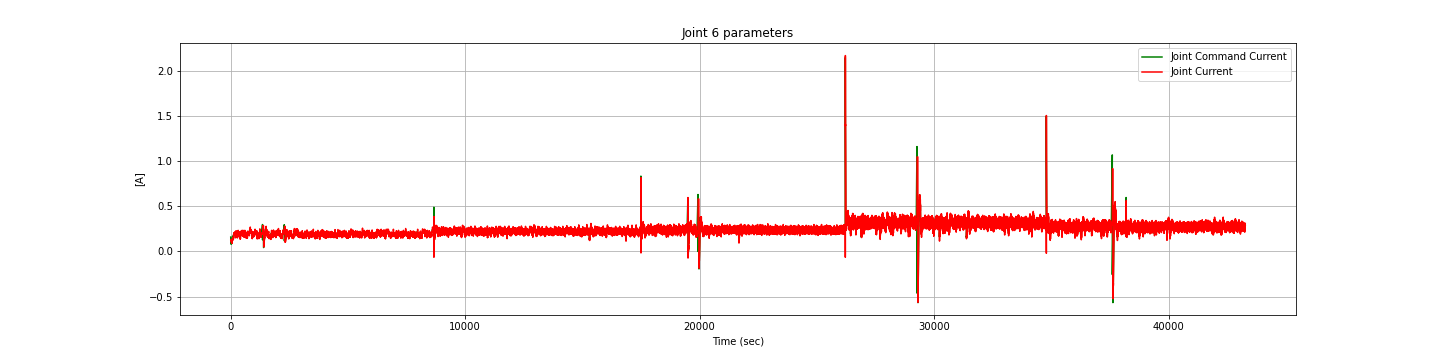 Joint 6 parameters
Joint Command Current
Joint Current
2.0
1.5
1.0
0.5
0.0
−0.5
[A]
0
10000
20000
30000
40000
Time (sec)